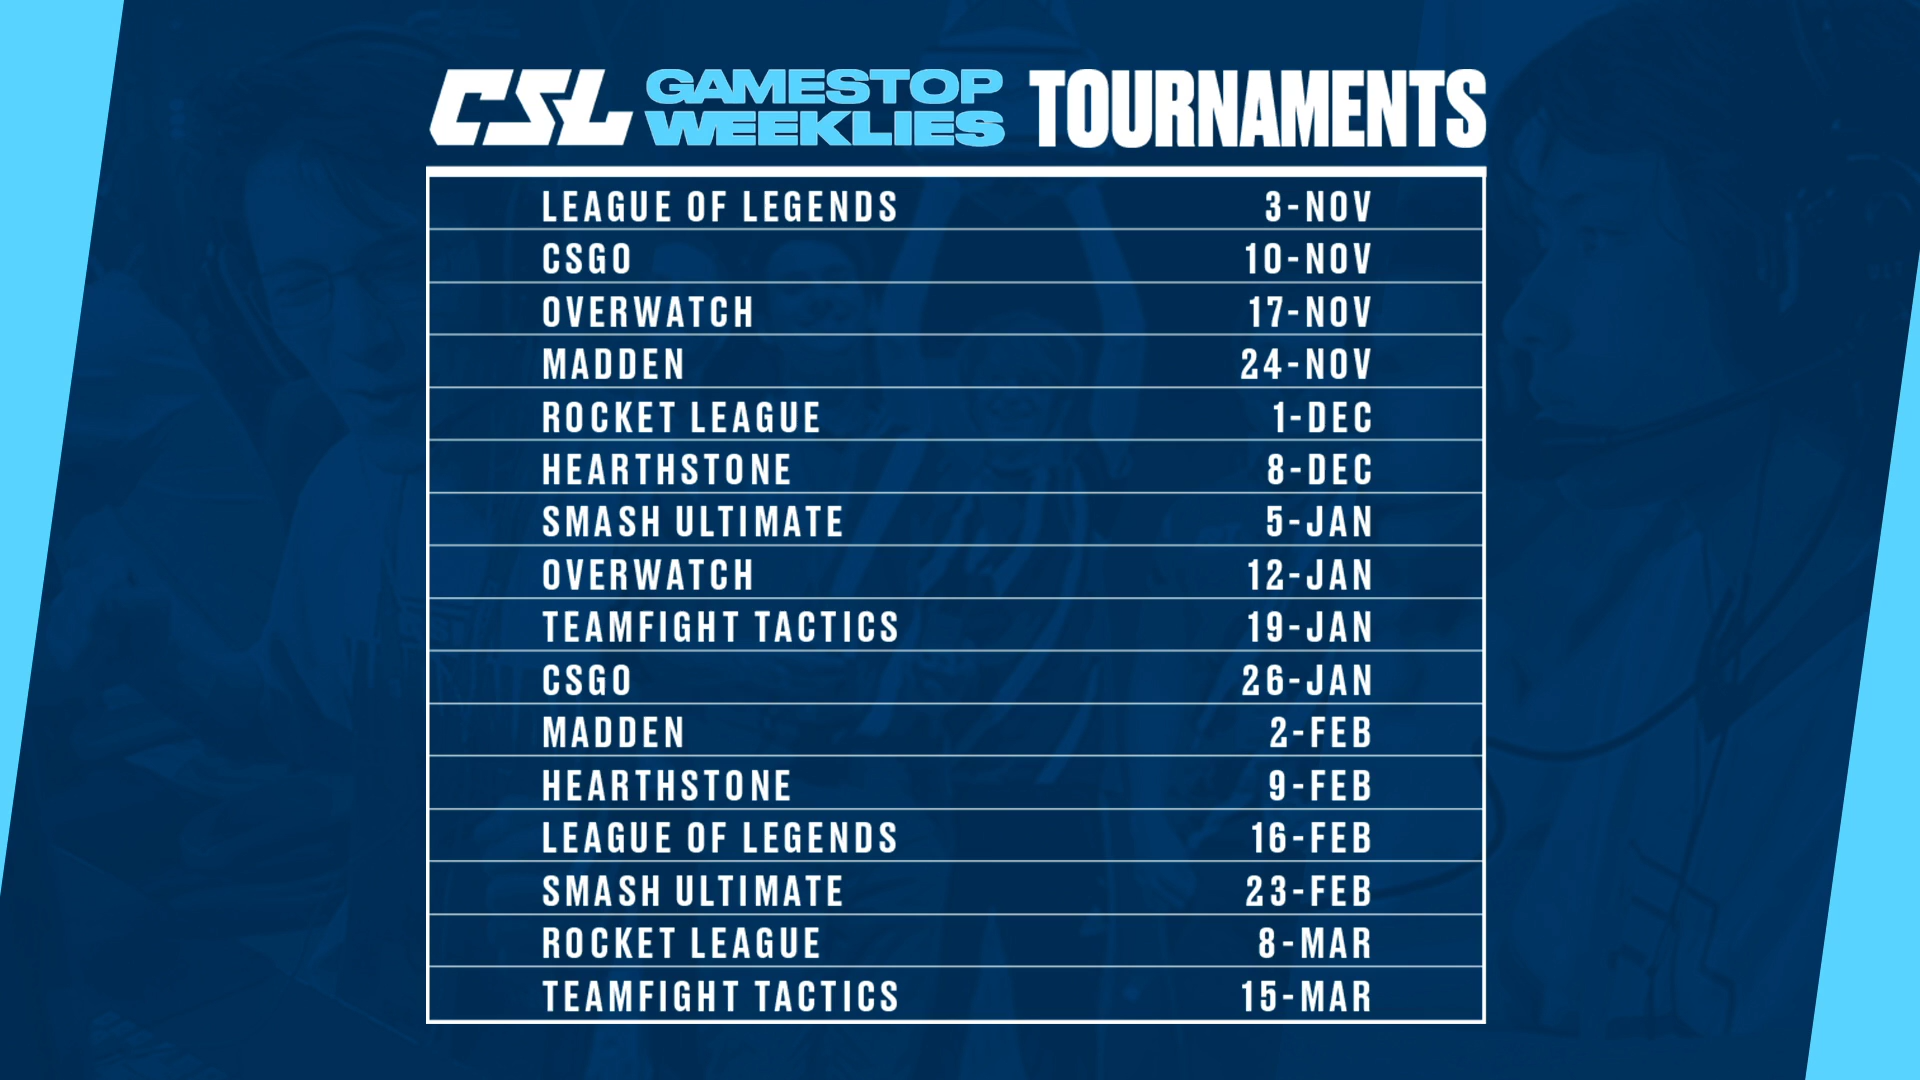 CSL GAMESTOP WEEKLIES TOURNAMENTS
LEAGUE OF LEGENDS 3-NOV
CSGO 10-NOV
OVERWATCH 17-NOV
MADDEN 24-NOV
ROCKET LEAGUE 1-DEC
HEARTHSTONE 8-DEC
SMASH ULTIMATE 5-JAN
OVERWATCH 12-JAN
TEAMFIGHT TACTICS 19-JAN
CSGO 26-JAN
MADDEN 2-FEB
HEARTHSTONE 9-FEB
LEAGUE OF LEGENDS 16-FEB
SMASH ULTIMATE 23-FEB
ROCKET LEAGUE 8-MAR
TEAMFIGHT TACTICS 15-MAR